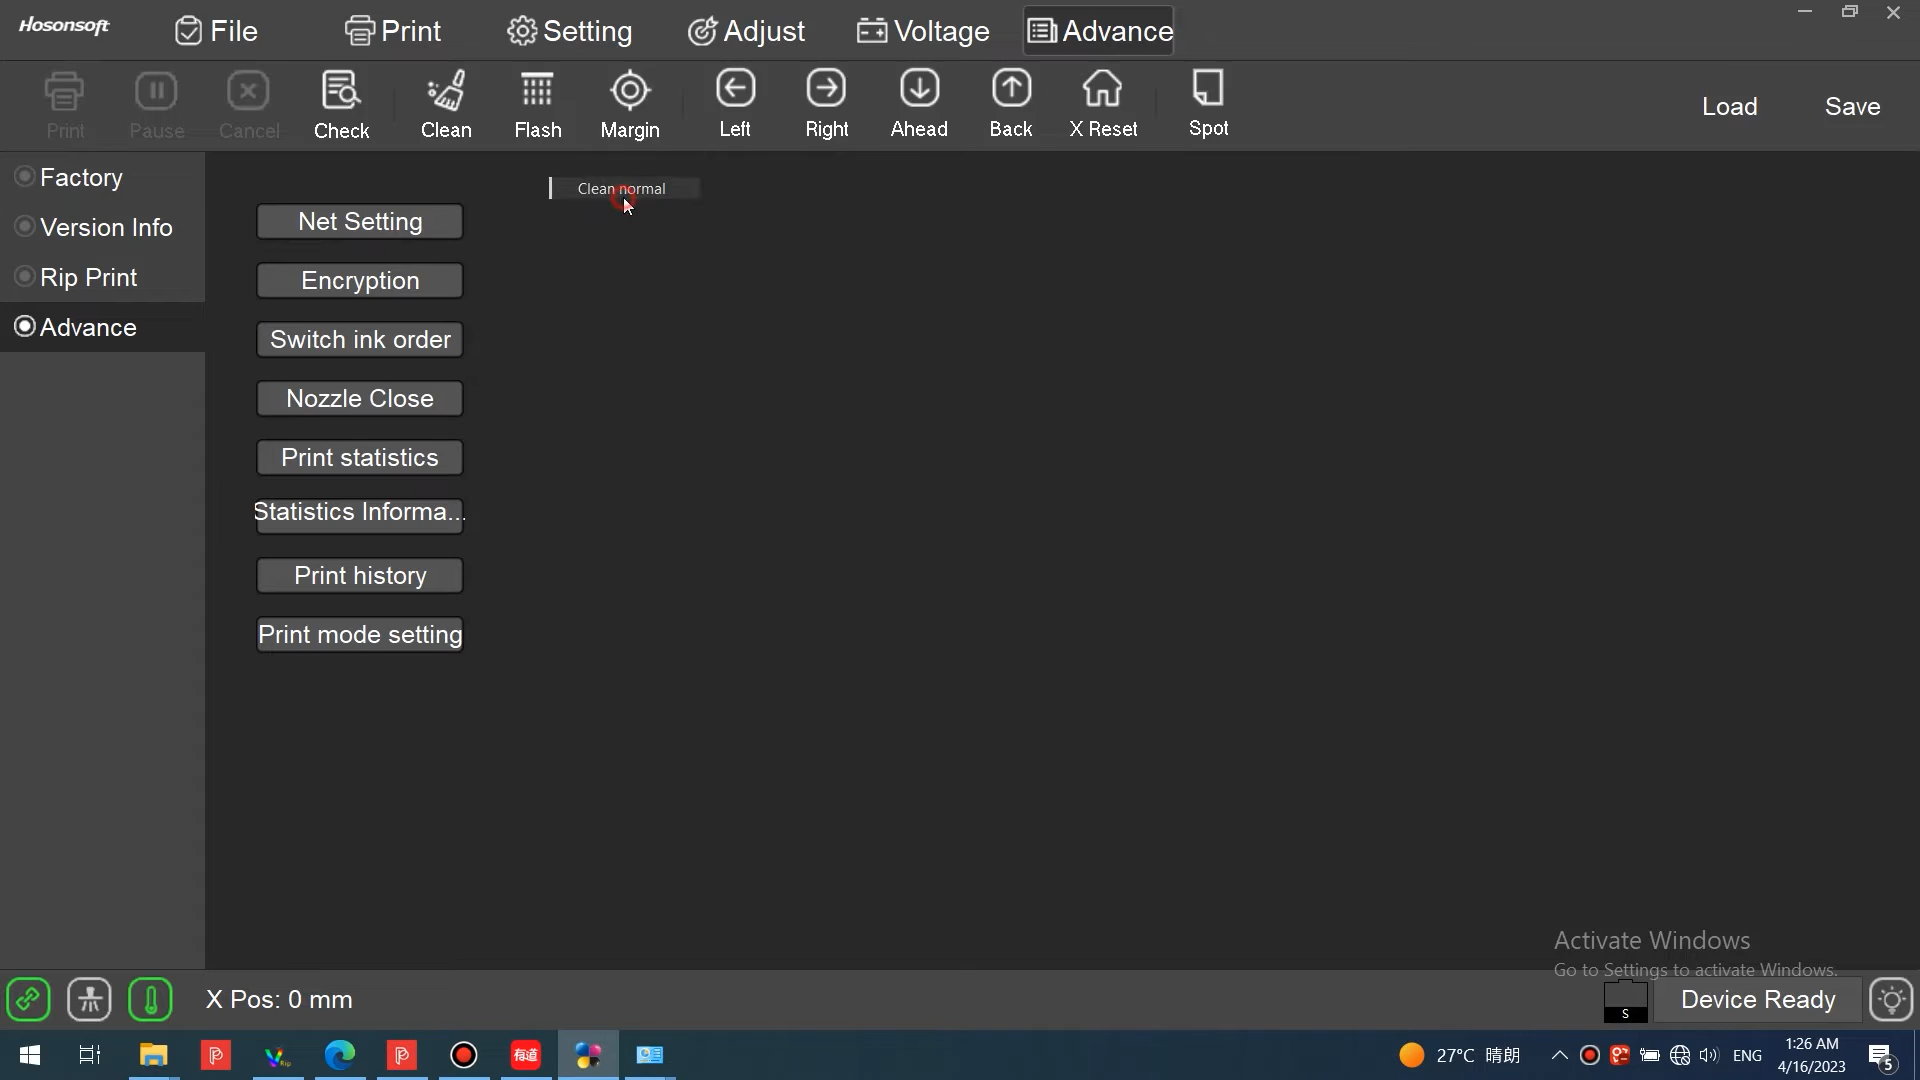 Hosonsoft
File
Print
Setting
Adjust
Voltage
Advance
Print
Pause
Cancel
Check
Clean
Flash
Margin
Left
Right
Ahead
Back
X Reset
Spot
Load
Save
Factory
Version Info
Rip Print
Advance
Clean normal
Net Setting
Encryption
Switch ink order
Nozzle Close
Print statistics
Statistics Informa...
Print history
Print mode setting
Activate Windows
Go to Settings to activate Windows.
X Pos: 0 mm
S
Device Ready
有道
27°C 晴朗
ENG
1:26 AM
4/16/2023
5